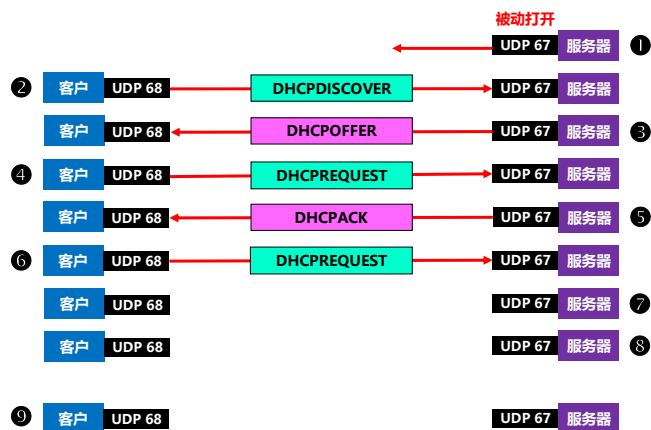 被动打开
UDP 67 服务器 ❶
❷ 客户 UDP 68 DHCPDISCOVER UDP 67 服务器
客户 UDP 68 DHCPOFFER UDP 67 服务器 ❸
❹ 客户 UDP 68 DHCPREQUEST UDP 67 服务器
客户 UDP 68 DHCPACK UDP 67 服务器 ❺
❻ 客户 UDP 68 DHCPREQUEST UDP 67 服务器
客户 UDP 68 UDP 67 服务器 ❼
客户 UDP 68 UDP 67 服务器 ❽
❾ 客户 UDP 68 UDP 67 服务器